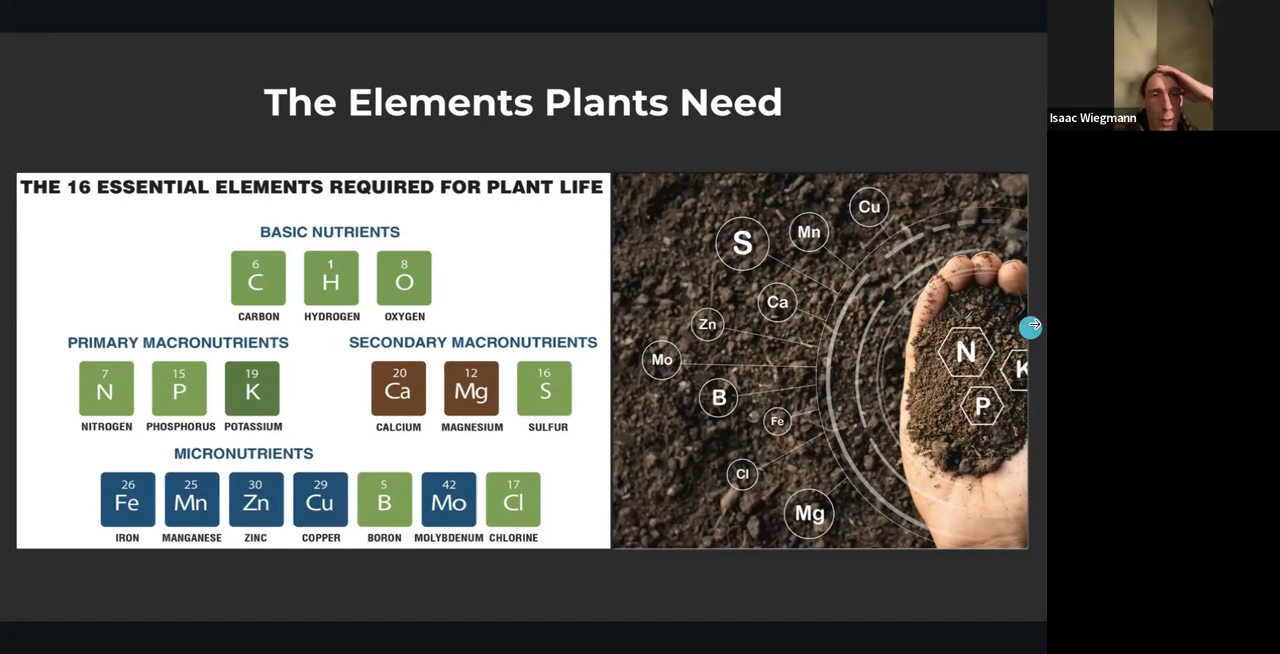 The Elements Plants Need
Isaac Wiegmann
THE 16 ESSENTIAL ELEMENTS REQUIRED FOR PLANT LIFE
BASIC NUTRIENTS
6 1 8
C H O
CARBON HYDROGEN OXYGEN
PRIMARY MACRONUTRIENTS
7 15 19
N P K
NITROGEN PHOSPHORUS POTASSIUM
SECONDARY MACRONUTRIENTS
20 12 16
Ca Mg S
CALCIUM MAGNESIUM SULFUR
MICRONUTRIENTS
26 25 30 29 5 42 17
Fe Mn Zn Cu B Mo Cl
IRON MANGANESE ZINC COPPER BORON MOLYBDENUM CHLORINE
Cu
Mn
S
Ca
Zn
Mo
B
Fe
Cl
Mg
N
K
P